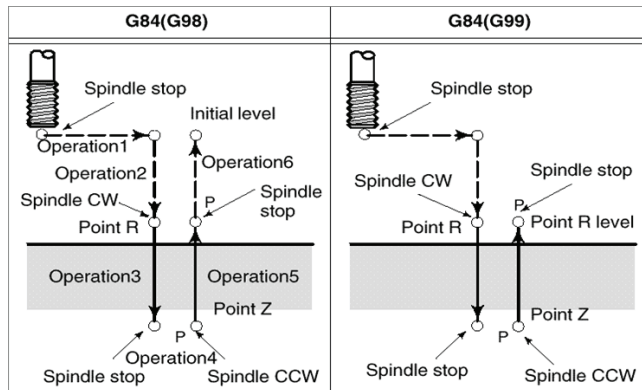 G84(G98)
Spindle stop
Initial level
Operation1
Operation2
Operation6
Spindle CW
P
Spindle
stop
Point R
Operation3
Operation5
Point Z
P
Operation4
Spindle stop
Spindle CCW
G84(G99)
Spindle stop
Spindle CW
P
Spindle stop
Point R
Point R level
Point Z
P
Spindle stop
Spindle CCW